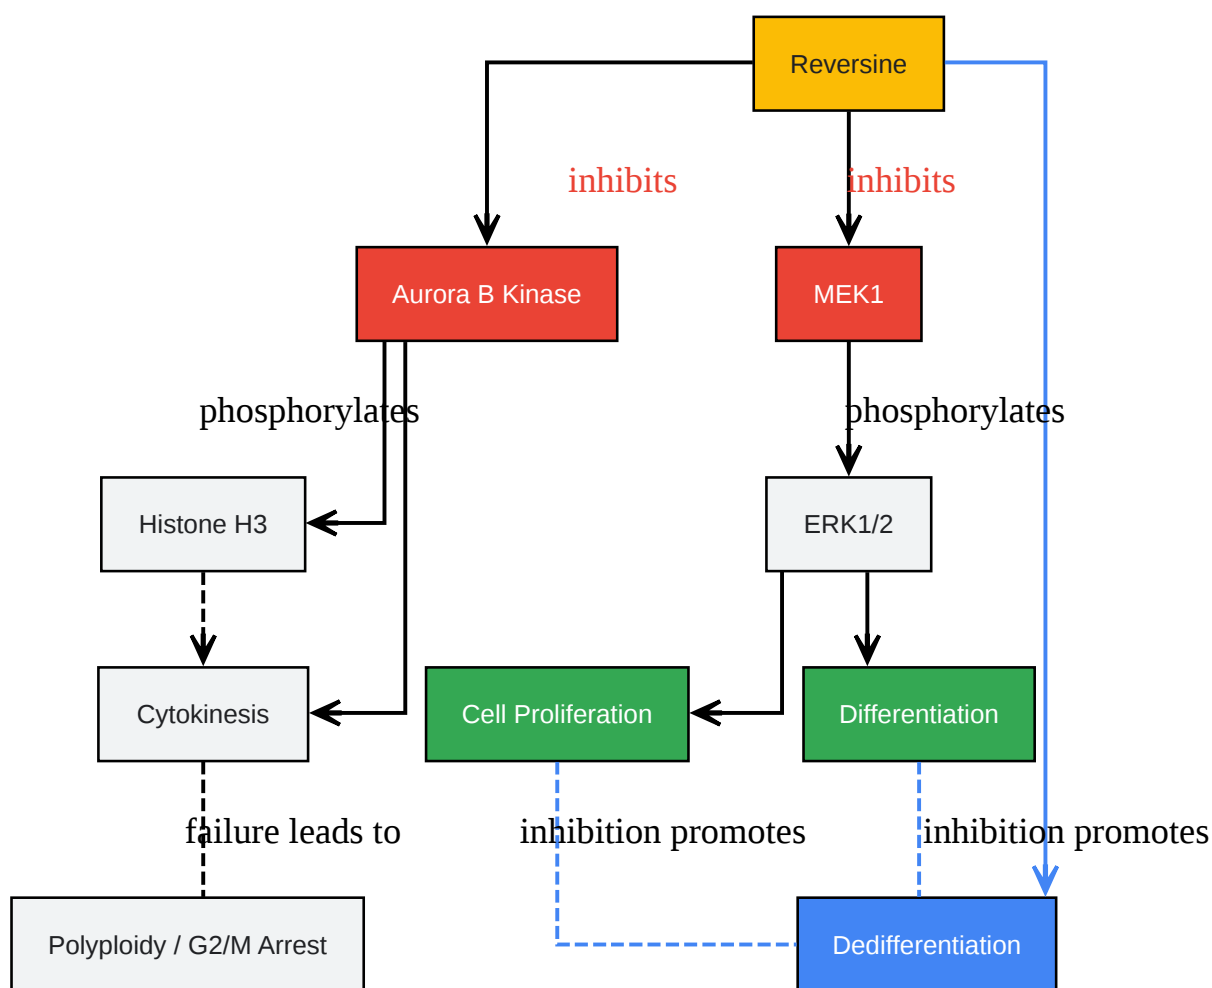 Reversine
inhibits
inhibits
Aurora B Kinase
MEK1
phosphorylates
phosphorylates
Histone H3
ERK1/2
Cytokinesis
Cell Proliferation
Differentiation
failure leads to
inhibition promotes
inhibition promotes
Polyploidy / G2/M Arrest
Dedifferentiation